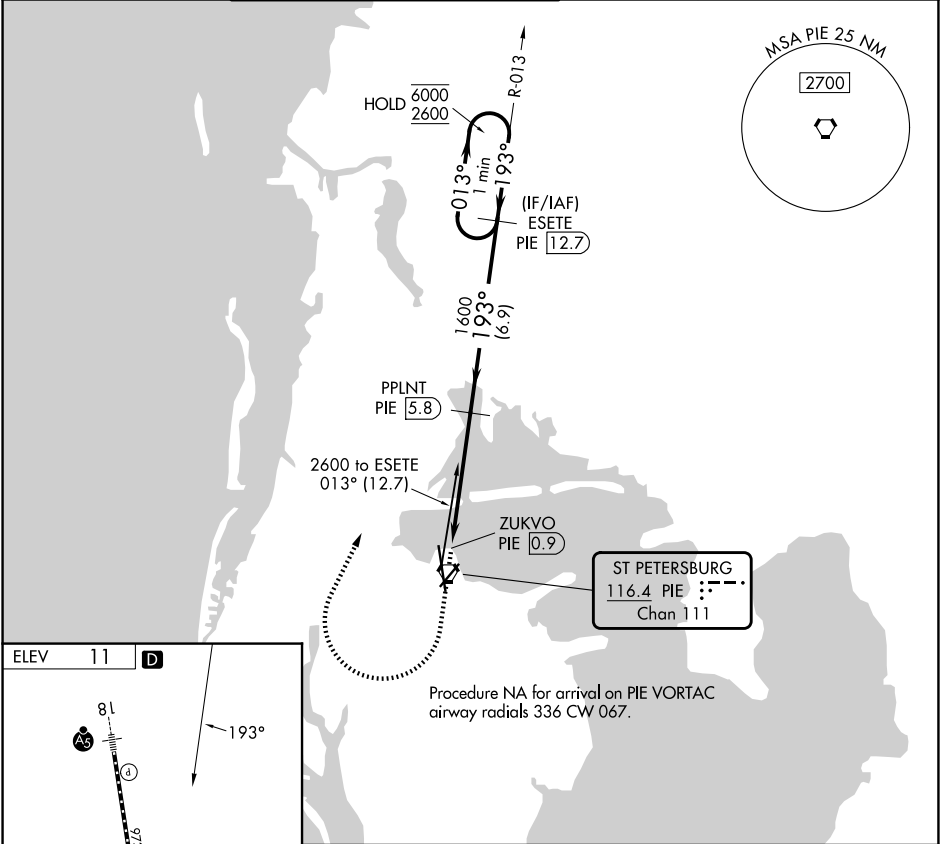 MSA PIE 25 NM
2700
R-013
HOLD 6000
2600
013°
1 min
193°
(IF/IAF)
ESETE
PIE 12.7
1600
193°
(6.9)
PPLNT
PIE 5.8
2600 to ESETE
013° (12.7)
ZUKVO
PIE 0.9
ST PETERSBURG
116.4 PIE
Chan 111
Procedure NA for arrival on PIE VORTAC
airway radials 336 CW 067.
ELEV 11 D
18
A5
P
193°